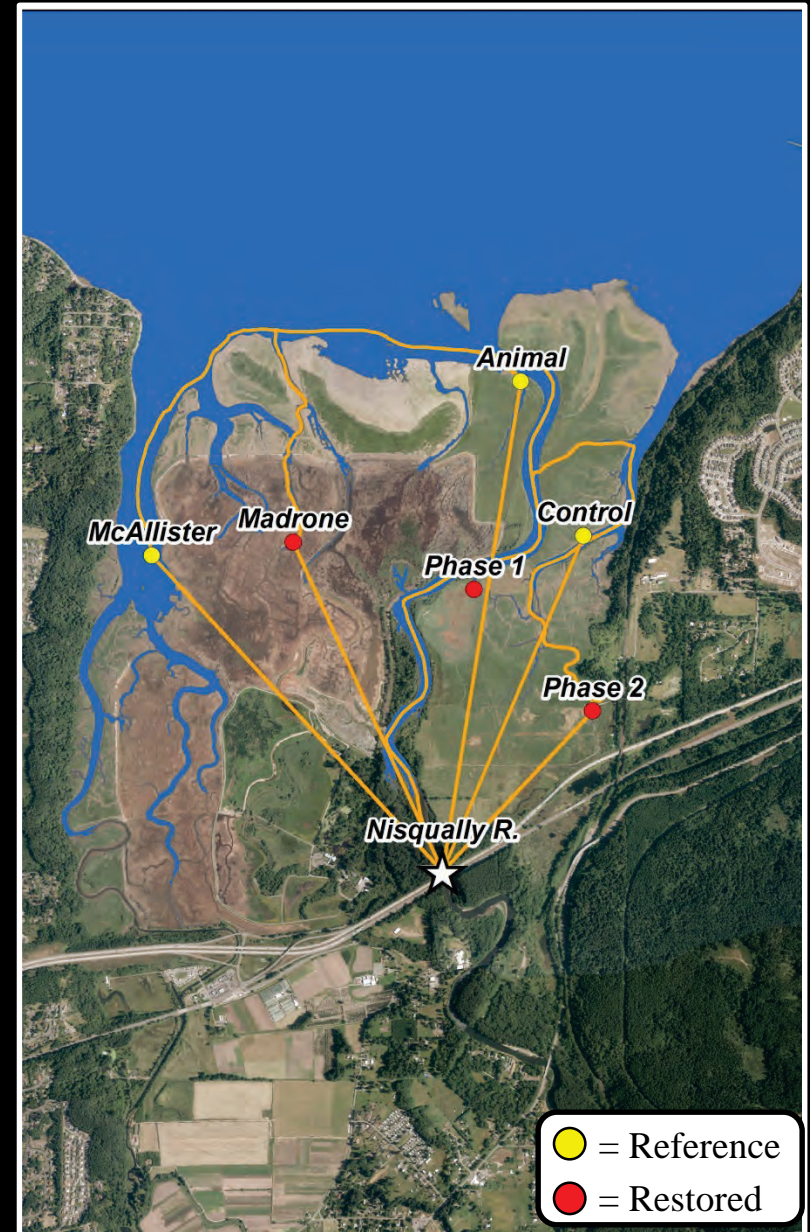 Animal
Control
McAllister
Madrone
Phase 1
Phase 2
Nisqually R.
= Reference
= Restored